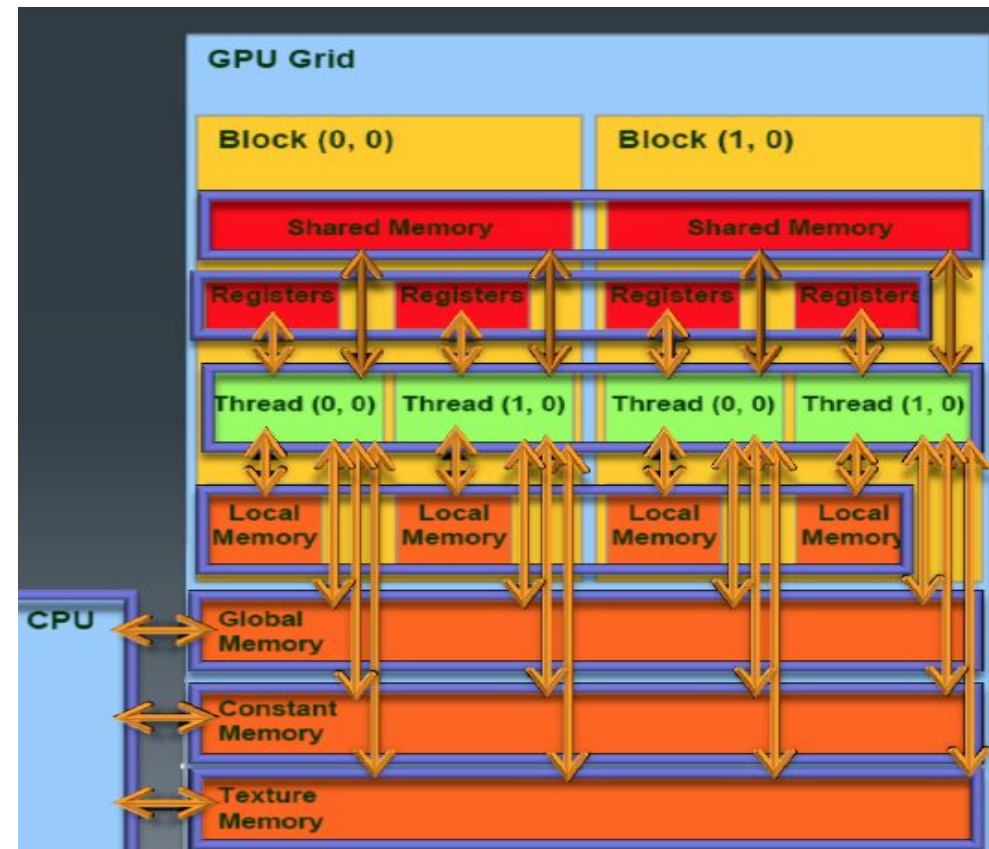 GPU Grid
Block (0, 0) Block (1, 0)
Shared Memory Shared Memory
Registers Registers Registers Registers
Thread (0, 0) Thread (1, 0) Thread (0, 0) Thread (1, 0)
Local Local Local Local
Memory Memory Memory Memory
CPU
Global
Memory
Constant
Memory
Texture
Memory